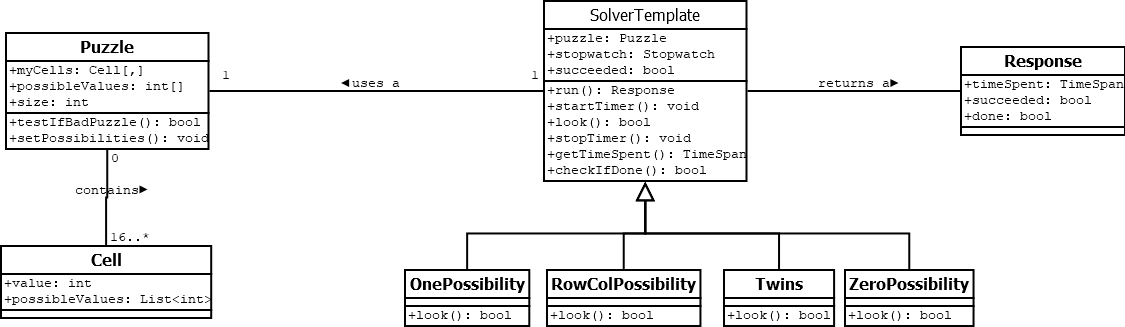 Puzzle
+myCells: Cell[,]
+possibleValues: int[]
+size: int
+testIfBadPuzzle(): bool
+setPossibilities(): void
1
◀uses a
1
SolverTemplate
+puzzle: Puzzle
+stopwatch: Stopwatch
+succeeded: bool
+run(): Response
+startTimer(): void
+look(): bool
+stopTimer(): void
+getTimeSpent(): TimeSpan
+checkIfDone(): bool
returns a▶
Response
+timeSpent: TimeSpan
+succeeded: bool
+done: bool
0
contains▶
16..*
Cell
+value: int
+possibleValues: List<int>
OnePossibility
+look(): bool
RowColPossibility
+look(): bool
Twins
+look(): bool
ZeroPossibility
+look(): bool